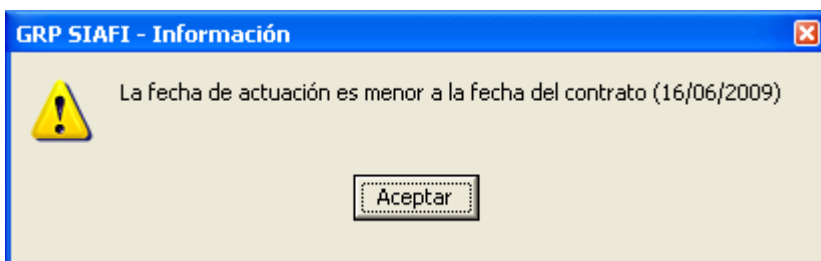 GRP SIAFI - Información
La fecha de actuación es menor a la fecha del contrato (16/06/2009)
Aceptar